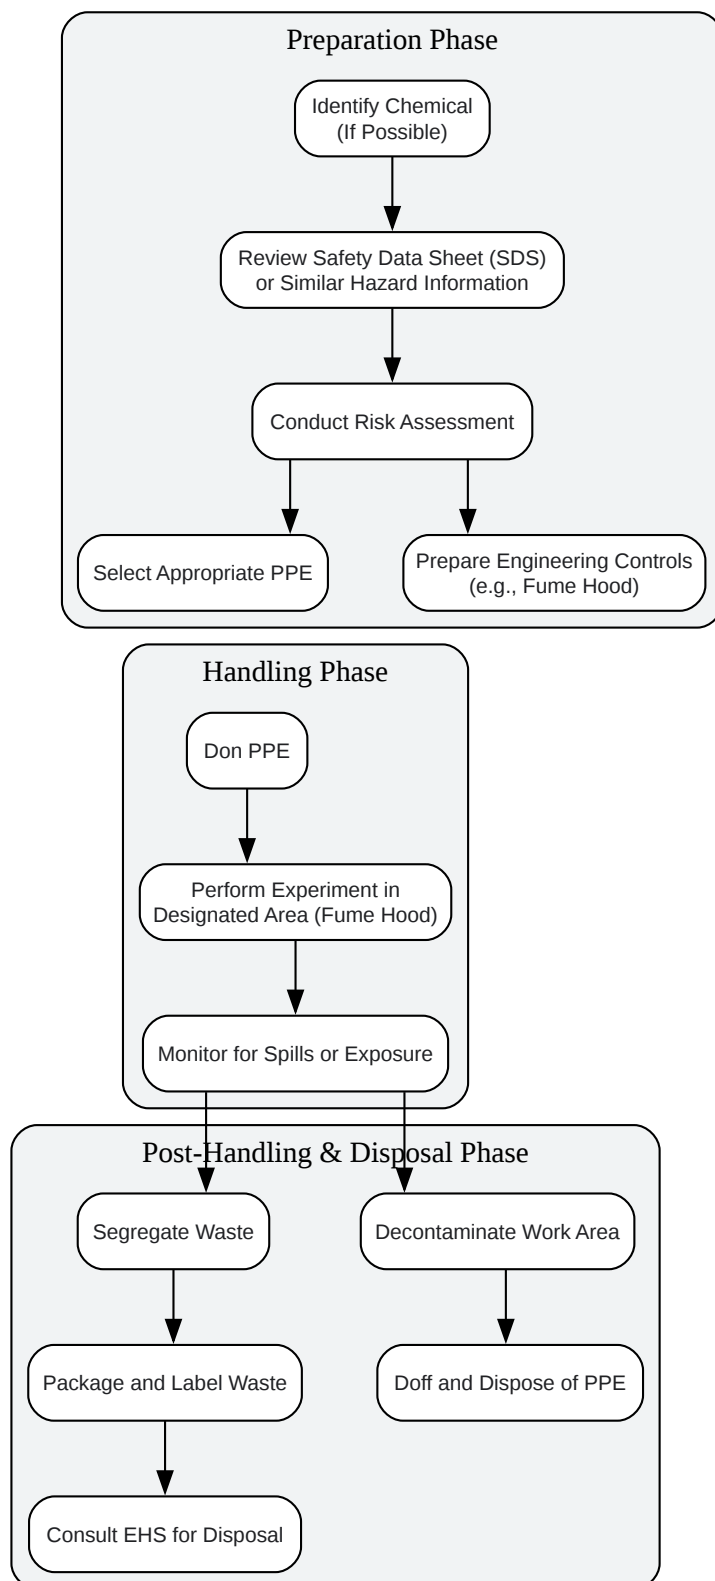 Preparation Phase
Identify Chemical
(If Possible)
Review Safety Data Sheet (SDS)
or Similar Hazard Information
Conduct Risk Assessment
Select Appropriate PPE
Prepare Engineering Controls
(e.g., Fume Hood)
Handling Phase
Don PPE
Perform Experiment in
Designated Area (Fume Hood)
Monitor for Spills or Exposure
Post-Handling & Disposal Phase
Segregate Waste
Decontaminate Work Area
Package and Label Waste
Doff and Dispose of PPE
Consult EHS for Disposal